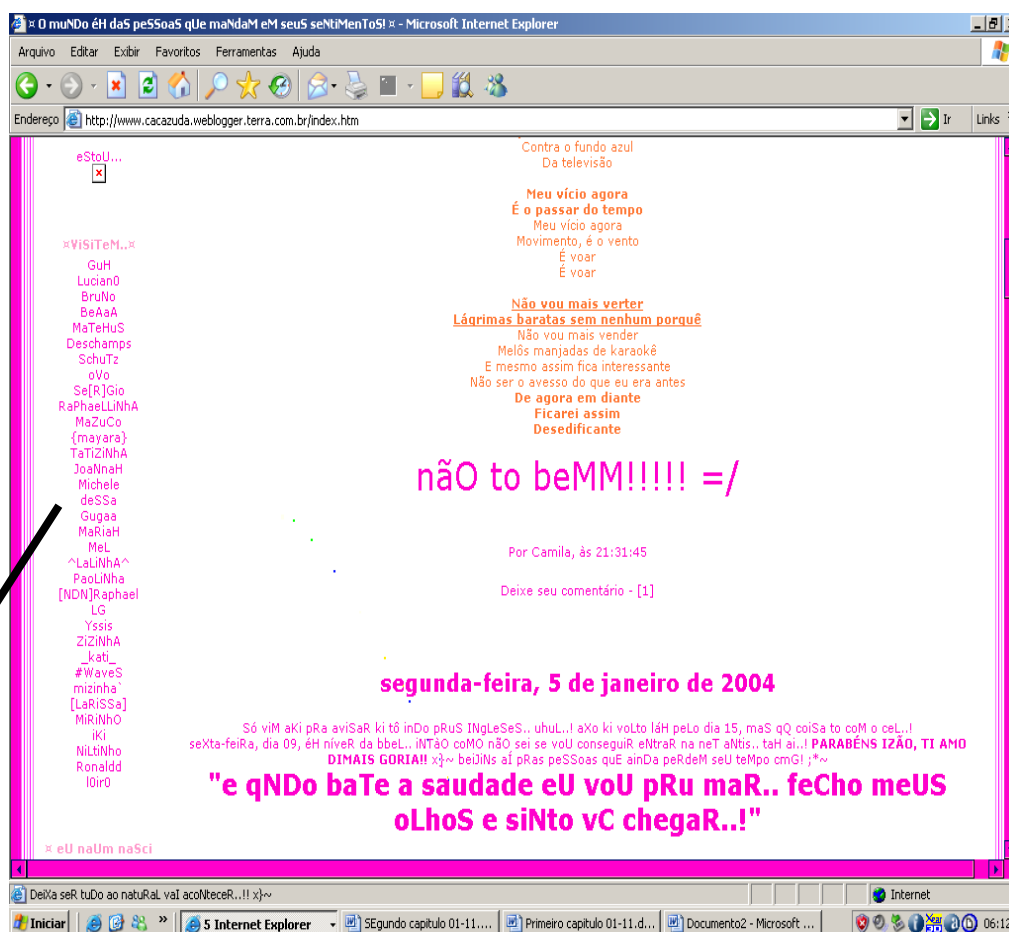 ¤ O muNDo éH daS peSSoaS qUe maNdaM eM seuS seNtiMenToS! ¤ - Microsoft Internet Explorer
Arquivo Editar Exibir Favoritos Ferramentas Ajuda
Endereço http://www.cacazuda.weblogger.terra.com.br/index.htm Ir Links
eStoU...
¤ViSiTeM..¤
GuH
Lucian0
BruNo
BeAaA
MaTeHuS
Deschamps
SchuTz
oVo
Se[R]Gio
RaPhaeLLiNhA
MaZuCo
{mayara}
TaTiZiNhA
JoaNnaH
Michele
deSSa
Gugaa
MaRiaH
MeL
^LaLiNhA^
PaoLiNha
[NDN]Raphael
LG
Yssis
ZiZiNhA
_kati_
#WaveS
mizinha`
[LaRiSSa]
MiRiNhO
iKi
NiLtiNho
Ronaldd
l0ir0
¤ eU naUm naSci
Contra o fundo azul
Da televisão
Meu vício agora
É o passar do tempo
Meu vício agora
Movimento, é o vento
É voar
É voar
Não vou mais verter
Lágrimas baratas sem nenhum porquê
Não vou mais vender
Melôs manjadas de karaokê
E mesmo assim fica interessante
Não ser o avesso do que eu era antes
De agora em diante
Ficarei assim
Desedificante
nãO to beMM!!!!! =/
Por Camila, às 21:31:45
Deixe seu comentário - [1]
segunda-feira, 5 de janeiro de 2004
Só viM aKi pRa aviSaR ki tô inDo pRuS INgLeSeS.. uhuL..! aXo ki voLto láH peLo dia 15, maS qQ coiSa to coM o ceL..!
seXta-feiRa, dia 09, éH níveR da bbeL.. iNTàO coMO nãO sei se voU conseguiR eNtraR na neT aNtis.. taH ai..! PARABÉNS IZÃO, TI AMO
DIMAIS GORIA!! x}~ beiJiNs aÍ pRas peSSoas quE ainDa peRdeM seU teMpo cmG! ;*~
"e qNDo baTe a saudade eU voU pRu maR.. feCho meUS
oLhoS e siNto vC chegaR..!"
DeiXa seR tuDo ao natuRaL vaI acoNteceR..!! x}~ Internet
Iniciar » 5 Internet Explorer SEgundo capitulo 01-11.... Primeiro capitulo 01-11.d... Documento2 - Microsoft ... 06:12